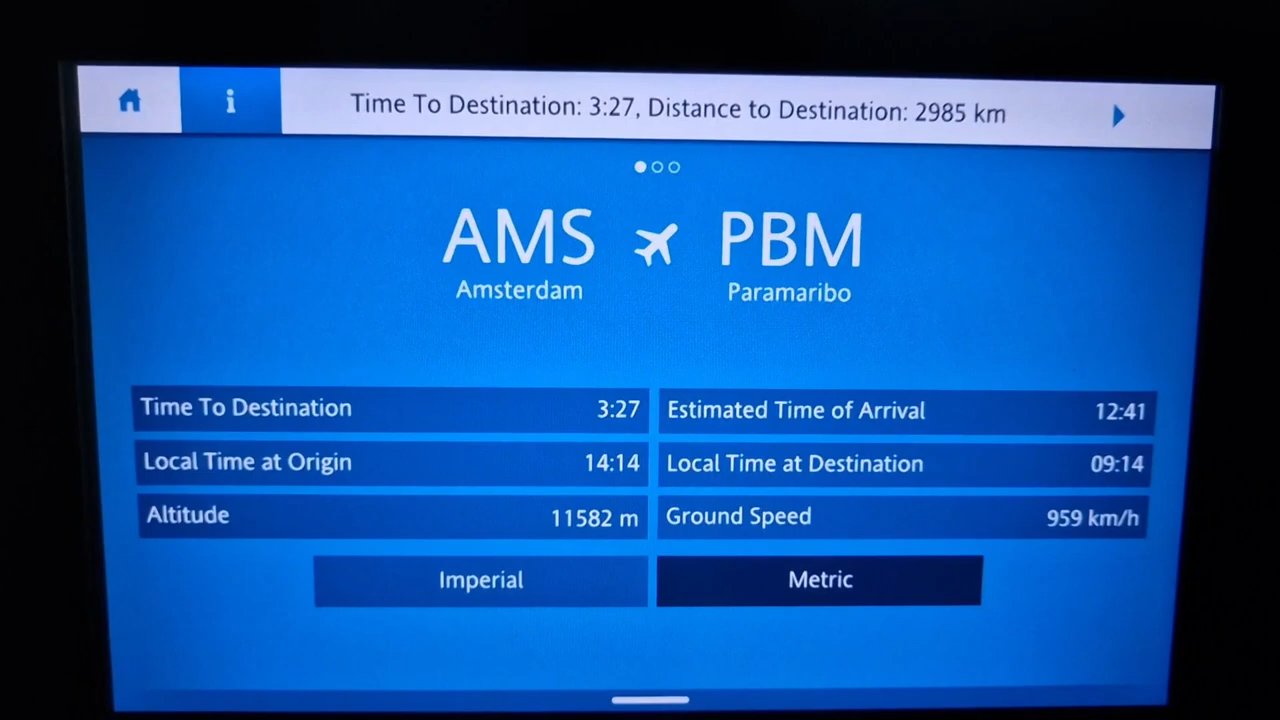 i
Time To Destination: 3:27, Distance to Destination: 2985 km
AMS PBM
Amsterdam Paramaribo
Time To Destination 3:27 Estimated Time of Arrival 12:41
Local Time at Origin 14:14 Local Time at Destination 09:14
Altitude 11582 m Ground Speed 959 km/h
Imperial Metric